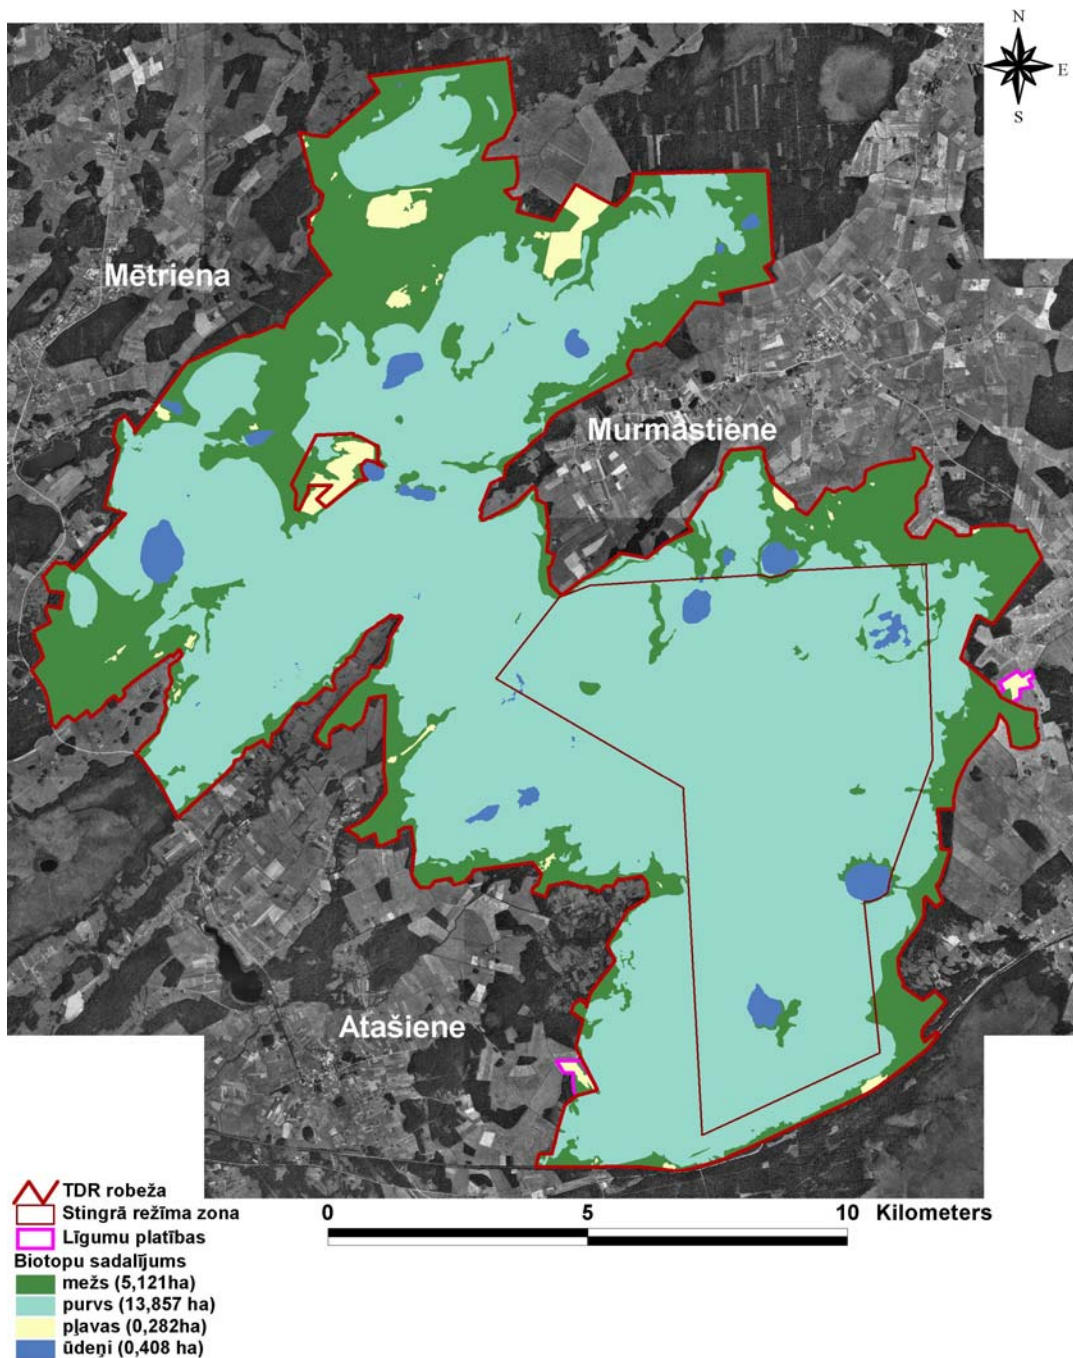 N
W E
S
Mētriena
Murmastiene
Atašiene
TDR robeža
Stingrā režīma zona
Līgumu platības
Biotopu sadalījums
mežs (5,121ha)
purvs (13,857 ha)
pļavas (0,282ha)
ūdeņi (0,408 ha)
0 5 10 Kilometers